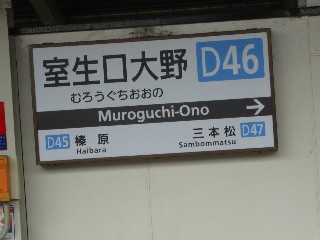 室生口大野 D46
むろうぐちおおの
Muroguchi-Ono →
D45 榛原 三本松 D47
Haibara Sambommatsu